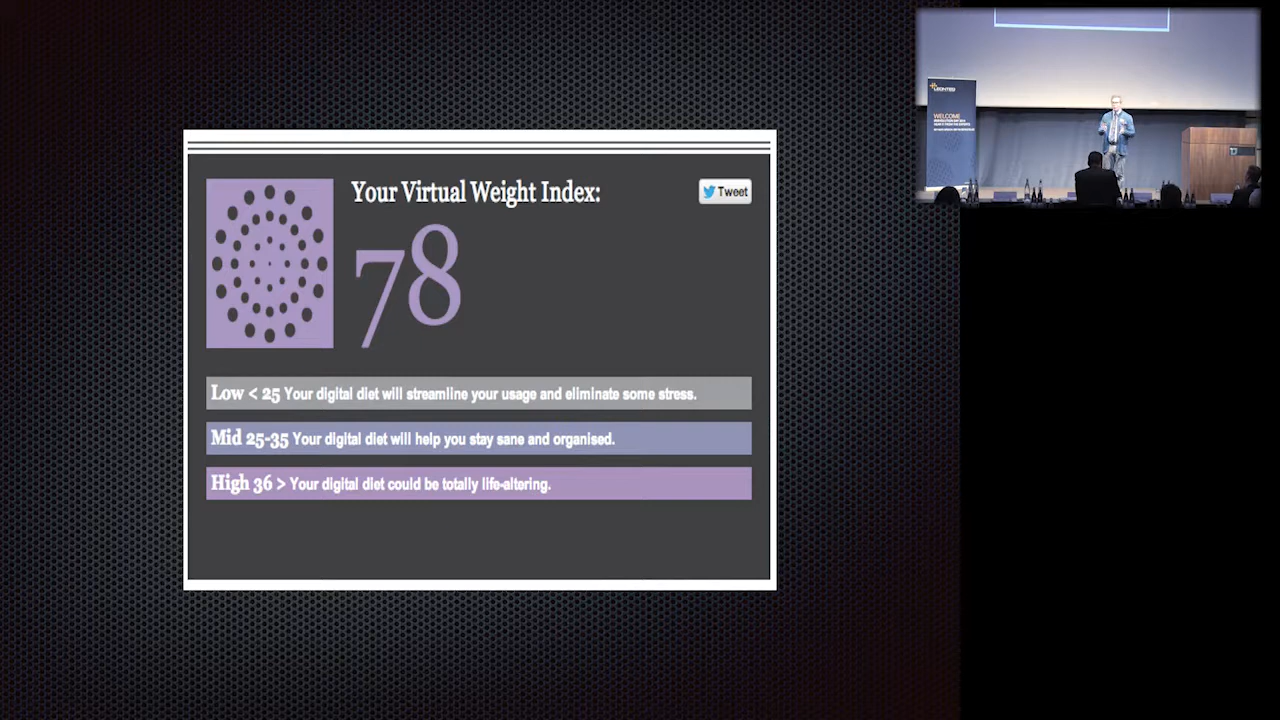 Your Virtual Weight Index:
Tweet
78
Low < 25 Your digital diet will streamline your usage and eliminate some stress.
Mid 25-35 Your digital diet will help you stay sane and organised.
High 36 > Your digital diet could be totally life-altering.
WELCOME